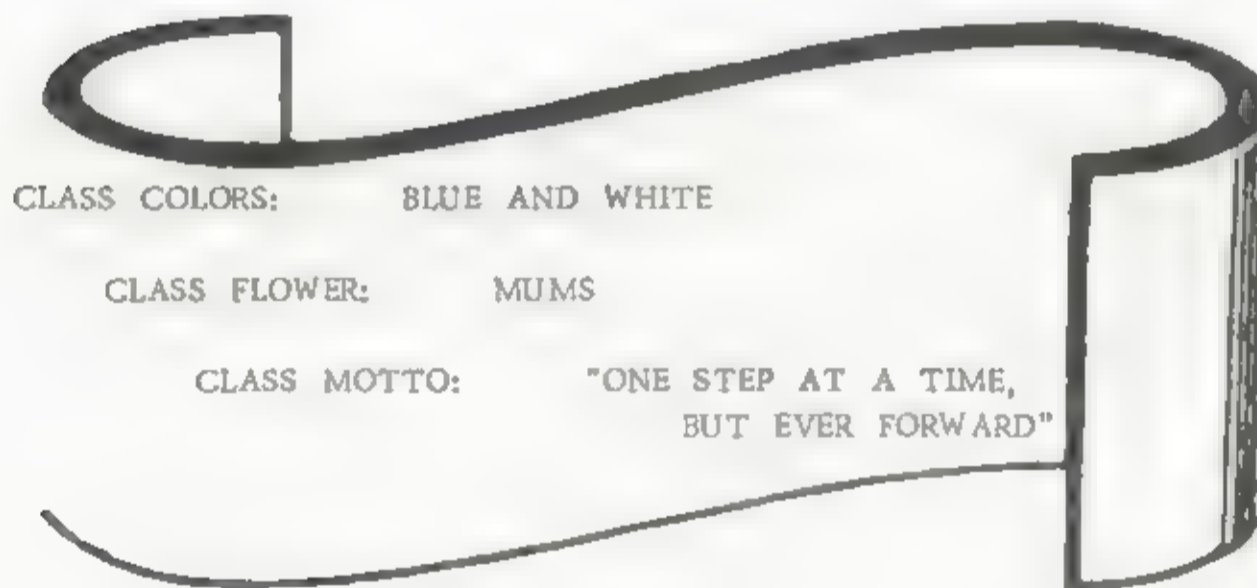 CLASS COLORS: BLUE AND WHITE
CLASS FLOWER: MUMS
CLASS MOTTO: "ONE STEP AT A TIME,
BUT EVER FORWARD"